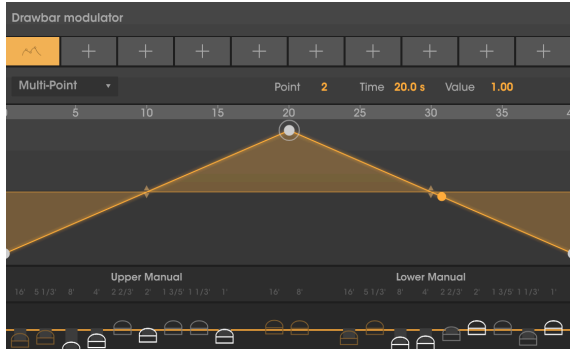 Drawbar modulator
Multi-Point Point 2 Time 20.0 s Value 1.00
5 10 15 20 25 30 35
Upper Manual Lower Manual
16' 5 1/3' 8' 4' 2 2/3' 2' 1 3/5' 1 1/3' 1' 16' 8' 16' 5 1/3' 8' 4' 2 2/3' 2' 1 3/5' 1 1/3' 1'